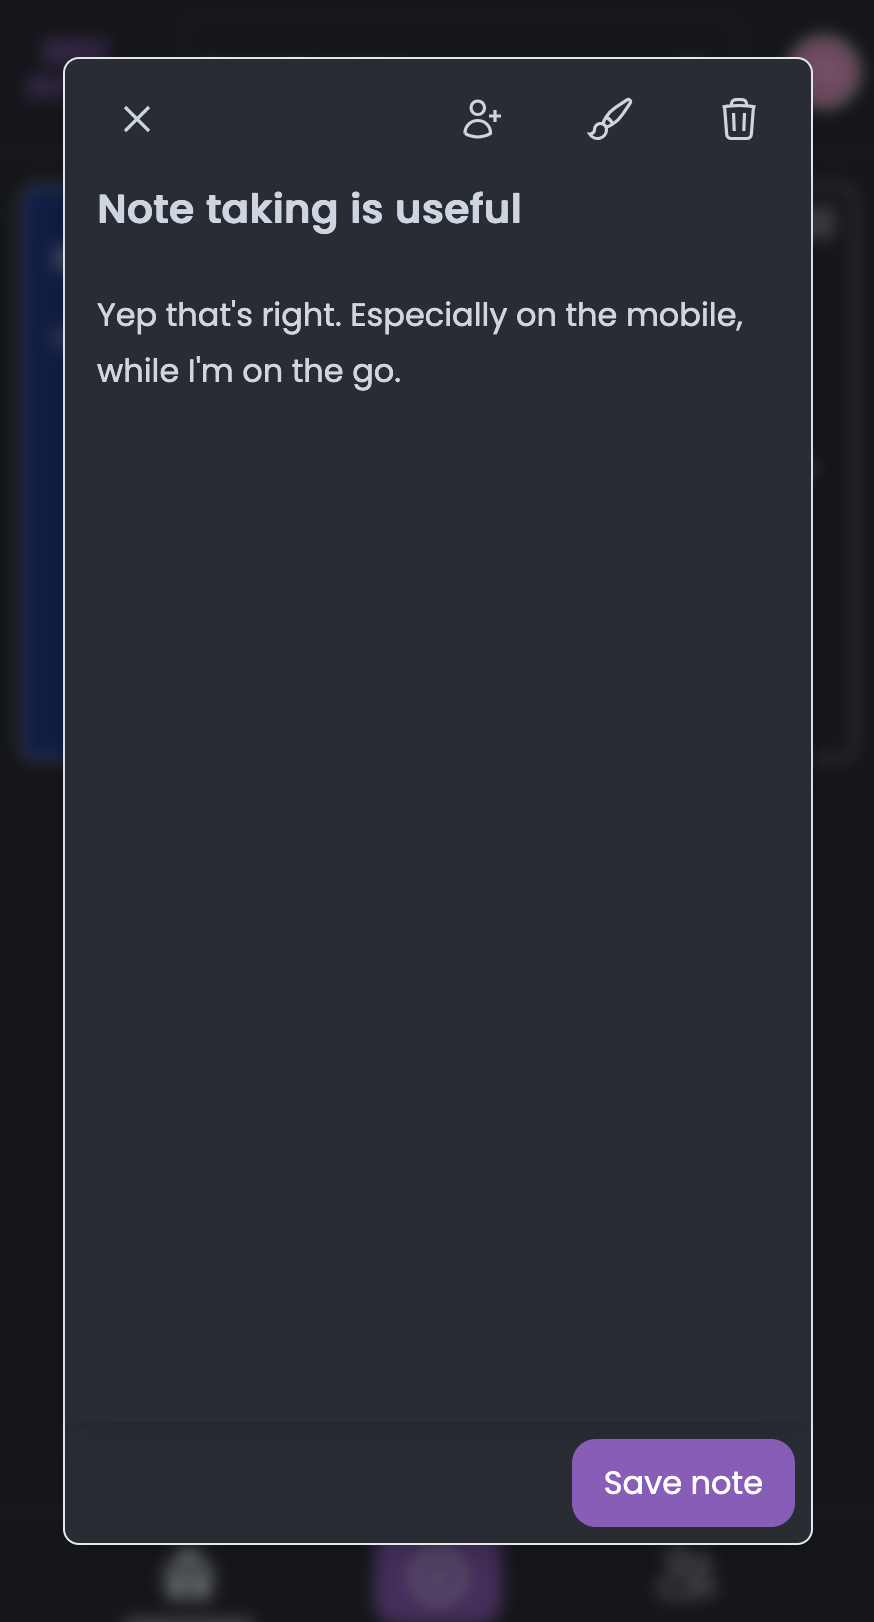 Note taking is useful
Yep that's right. Especially on the mobile,
while I'm on the go.
Save note